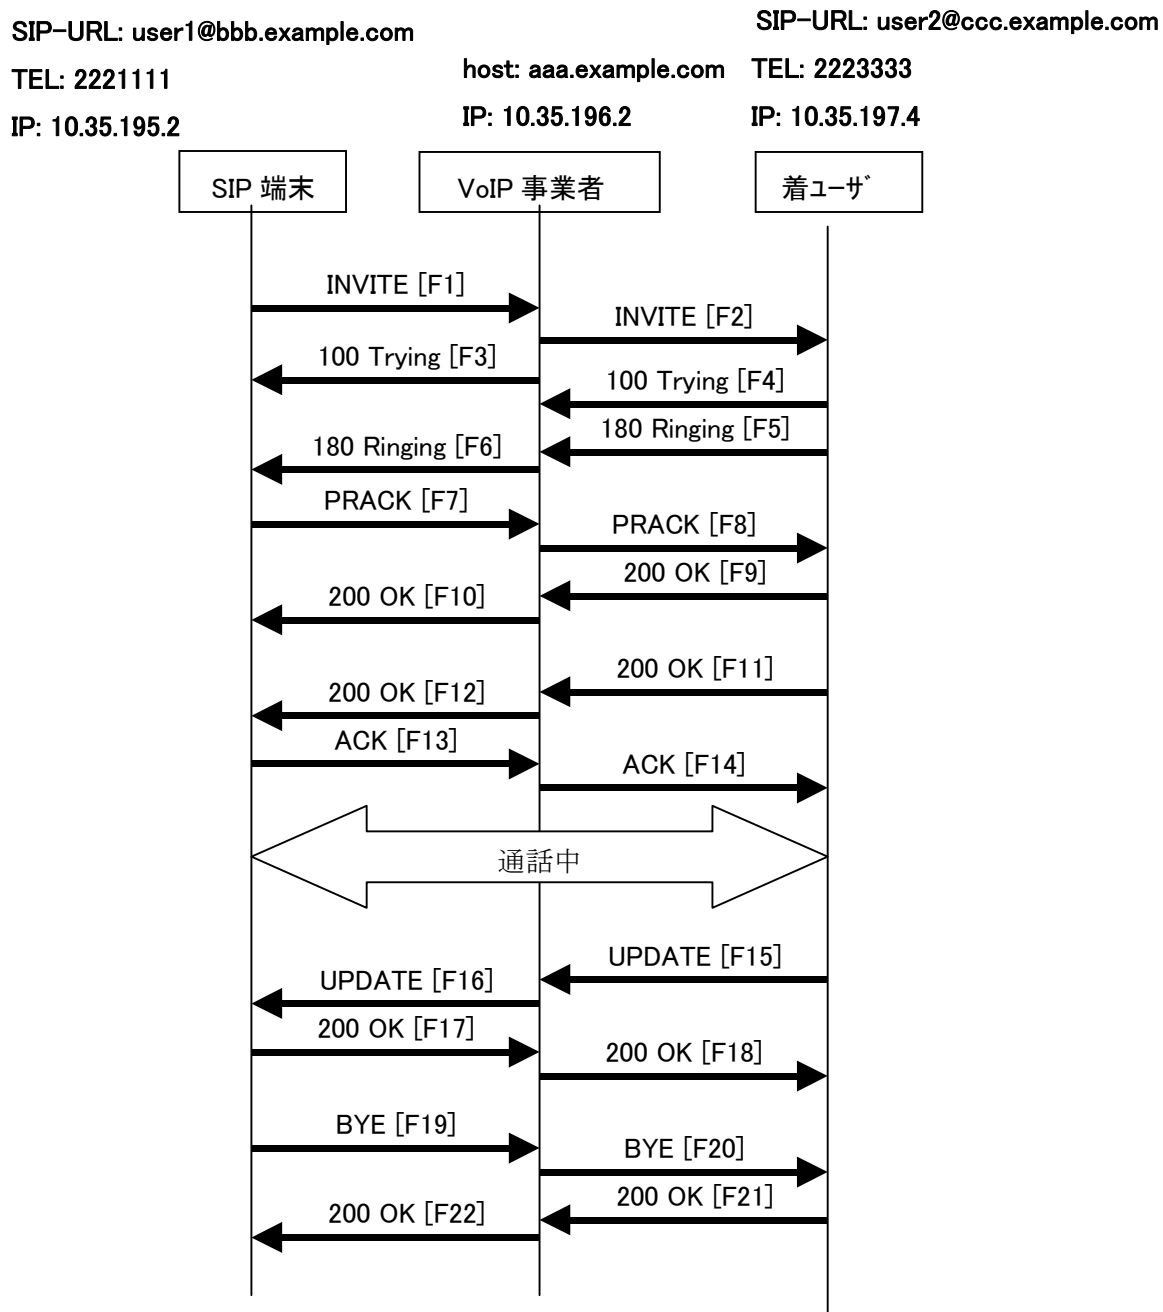 SIP-URL: user1@bbb.example.com
TEL: 2221111
IP: 10.35.195.2
host: aaa.example.com
IP: 10.35.196.2
SIP-URL: user2@ccc.example.com
TEL: 2223333
IP: 10.35.197.4
SIP 端末
VoIP 事業者
着ﾕｰｻﾞ
INVITE [F1]
INVITE [F2]
100 Trying [F3]
100 Trying [F4]
180 Ringing [F5]
180 Ringing [F6]
PRACK [F7]
PRACK [F8]
200 OK [F9]
200 OK [F10]
200 OK [F11]
200 OK [F12]
ACK [F13]
ACK [F14]
通話中
UPDATE [F15]
UPDATE [F16]
200 OK [F17]
200 OK [F18]
BYE [F19]
BYE [F20]
200 OK [F21]
200 OK [F22]